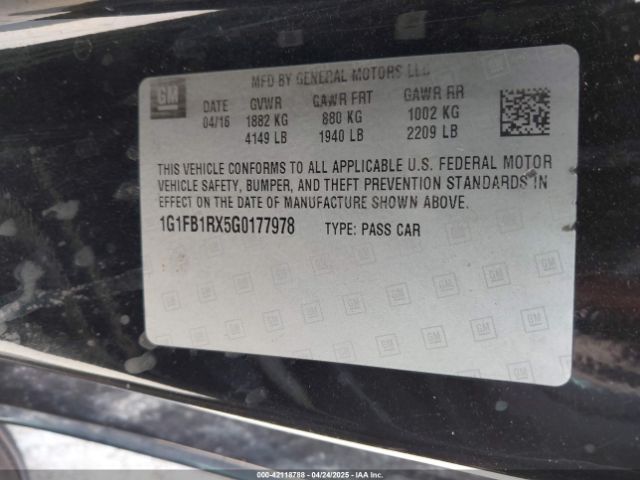 GM
MFD BY GENERAL MOTORS LLC
DATE GVWR GAWR FRT GAWR RR
04/16 1882 KG 880 KG 1002 KG
4149 LB 1940 LB 2209 LB
THIS VEHICLE CONFORMS TO ALL APPLICABLE U.S. FEDERAL MOTOR
VEHICLE SAFETY, BUMPER, AND THEFT PREVENTION STANDARDS IN
EFFECT ON THE DATE OF MANUFACTURE SHOWN ABOVE.
1G1FB1RX5G0177978 TYPE: PASS CAR
000-42118788 - 04/24/2025 - IAA, Inc.